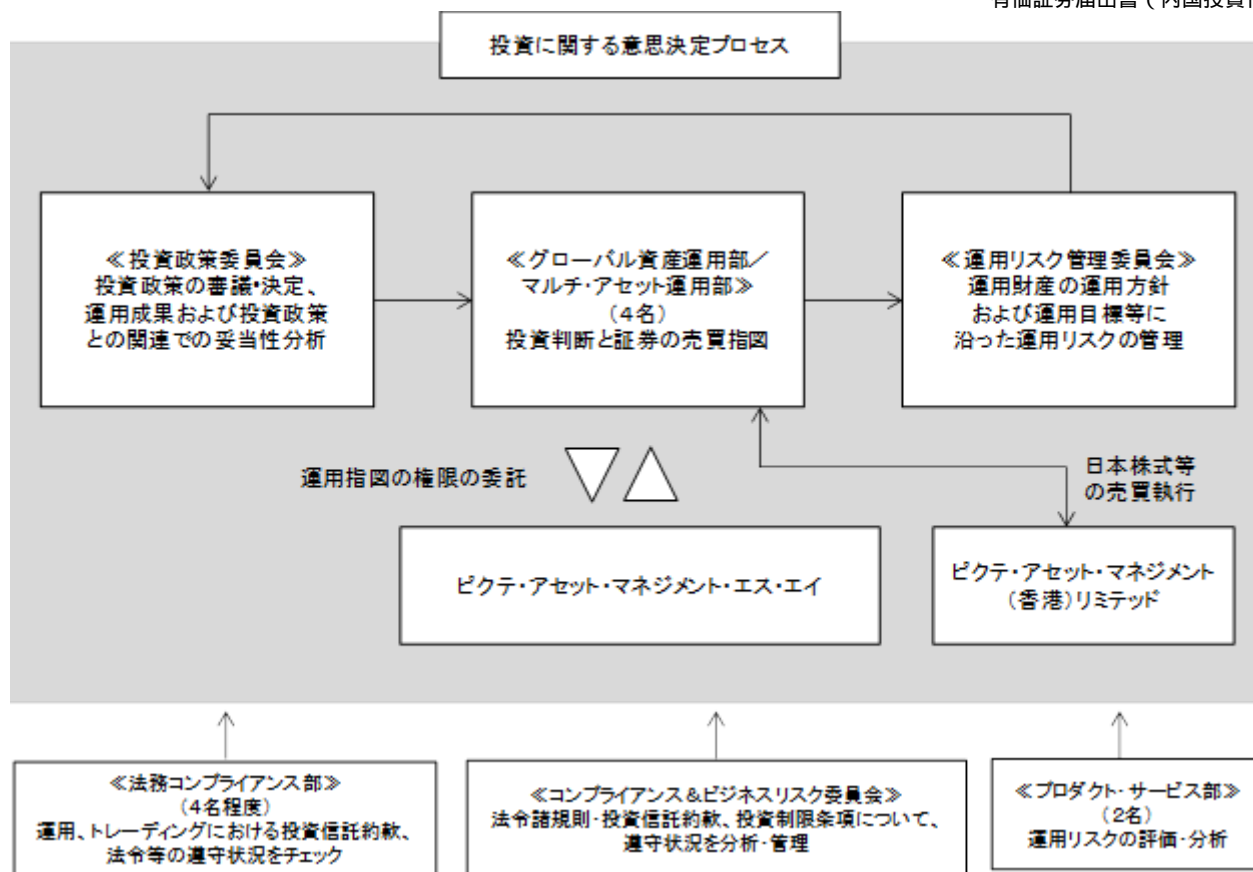 有価証券届出書(内国投資信
投資に関する意思決定プロセス
≪投資政策委員会≫
投資政策の審議・決定、
運用成果および投資政策
との関連での妥当性分析
≪グローバル資産運用部/
マルチ・アセット運用部≫
(4名)
投資判断と証券の売買指図
≪運用リスク管理委員会≫
運用財産の運用方針
および運用目標等に
沿った運用リスクの管理
運用指図の権限の委託
日本株式等
の売買執行
ピクテ・アセット・マネジメント・エス・エイ
ピクテ・アセット・マネジメント
(香港)リミテッド
≪法務コンプライアンス部≫
(4名程度)
運用、トレーディングにおける投資信託約款、
法令等の遵守状況をチェック
≪コンプライアンス&ビジネスリスク委員会≫
法令諸規則・投資信託約款、投資制限条項について、
遵守状況を分析・管理
≪プロダクト・サービス部≫
(2名)
運用リスクの評価・分析